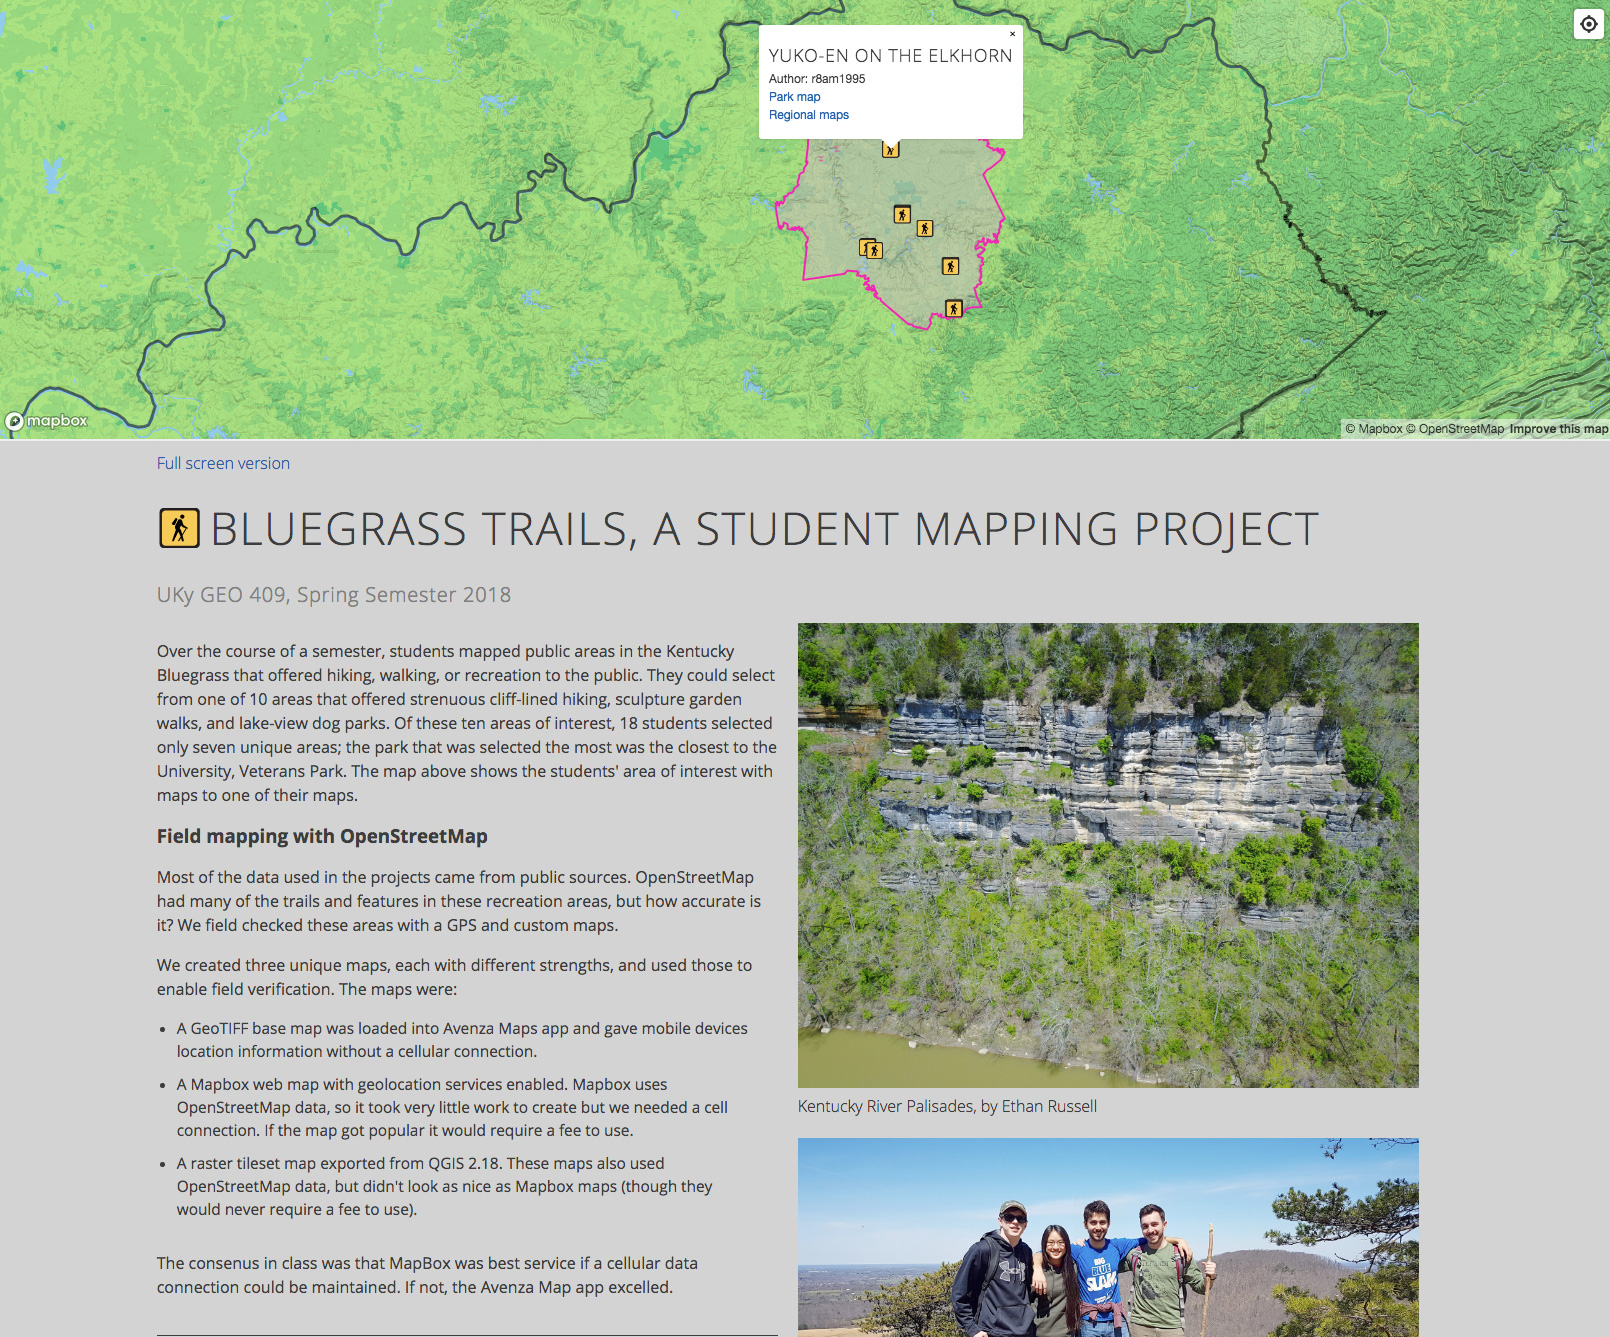 ×
YUKO-EN ON THE ELKHORN
Author: r8am1995
Park map
Regional maps
mapbox
© Mapbox © OpenStreetMap Improve this map
Full screen version
BLUEGRASS TRAILS, A STUDENT MAPPING PROJECT
UKy GEO 409, Spring Semester 2018
Over the course of a semester, students mapped public areas in the Kentucky
Bluegrass that offered hiking, walking, or recreation to the public. They could select
from one of 10 areas that offered strenuous cliff-lined hiking, sculpture garden
walks, and lake-view dog parks. Of these ten areas of interest, 18 students selected
only seven unique areas; the park that was selected the most was the closest to the
University, Veterans Park. The map above shows the students' area of interest with
maps to one of their maps.
Field mapping with OpenStreetMap
Most of the data used in the projects came from public sources. OpenStreetMap
had many of the trails and features in these recreation areas, but how accurate is
it? We field checked these areas with a GPS and custom maps.
We created three unique maps, each with different strengths, and used those to
enable field verification. The maps were:
• A GeoTIFF base map was loaded into Avenza Maps app and gave mobile devices
location information without a cellular connection.
• A Mapbox web map with geolocation services enabled. Mapbox uses
OpenStreetMap data, so it took very little work to create but we needed a cell
connection. If the map got popular it would require a fee to use.
• A raster tileset map exported from QGIS 2.18. These maps also used
OpenStreetMap data, but didn't look as nice as Mapbox maps (though they
would never require a fee to use).
The consenus in class was that MapBox was best service if a cellular data
connection could be maintained. If not, the Avenza Map app excelled.
Kentucky River Palisades, by Ethan Russell
BIG
BLUE
SLAM